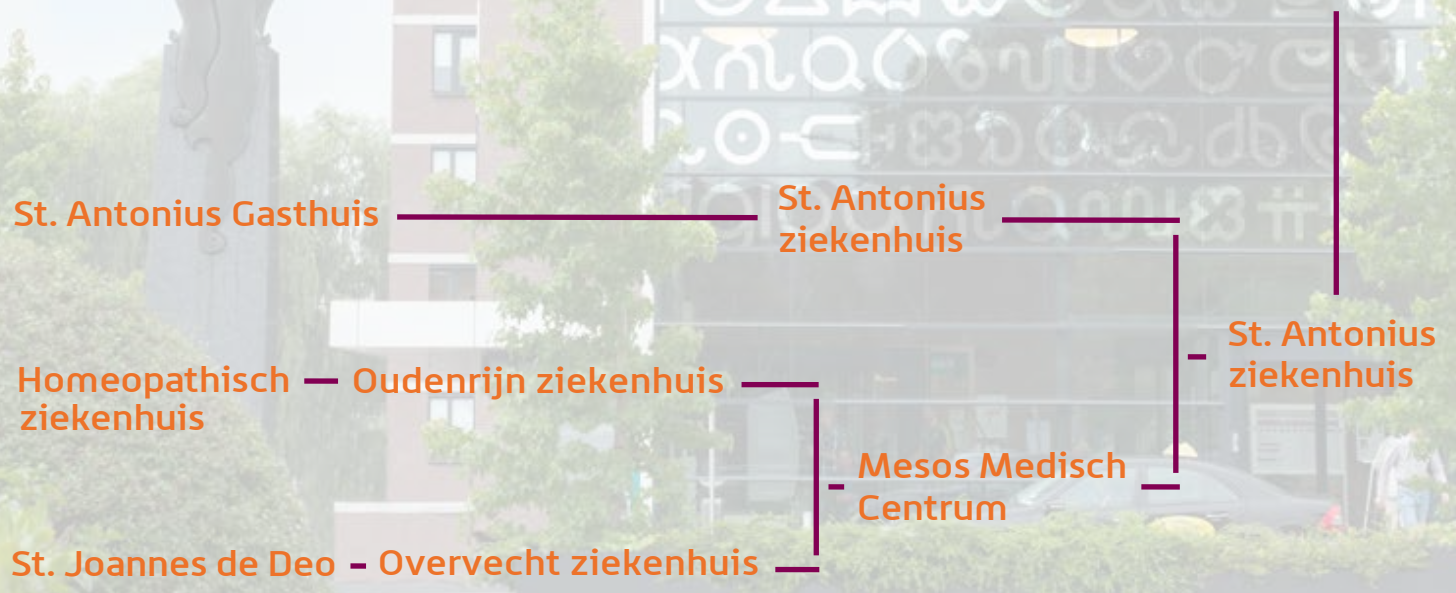 St. Antonius Gasthuis
St. Antonius
ziekenhuis
St. Antonius
ziekenhuis
Homeopathisch
ziekenhuis
Oudenrijn ziekenhuis
Mesos Medisch
Centrum
St. Joannes de Deo
Overvecht ziekenhuis